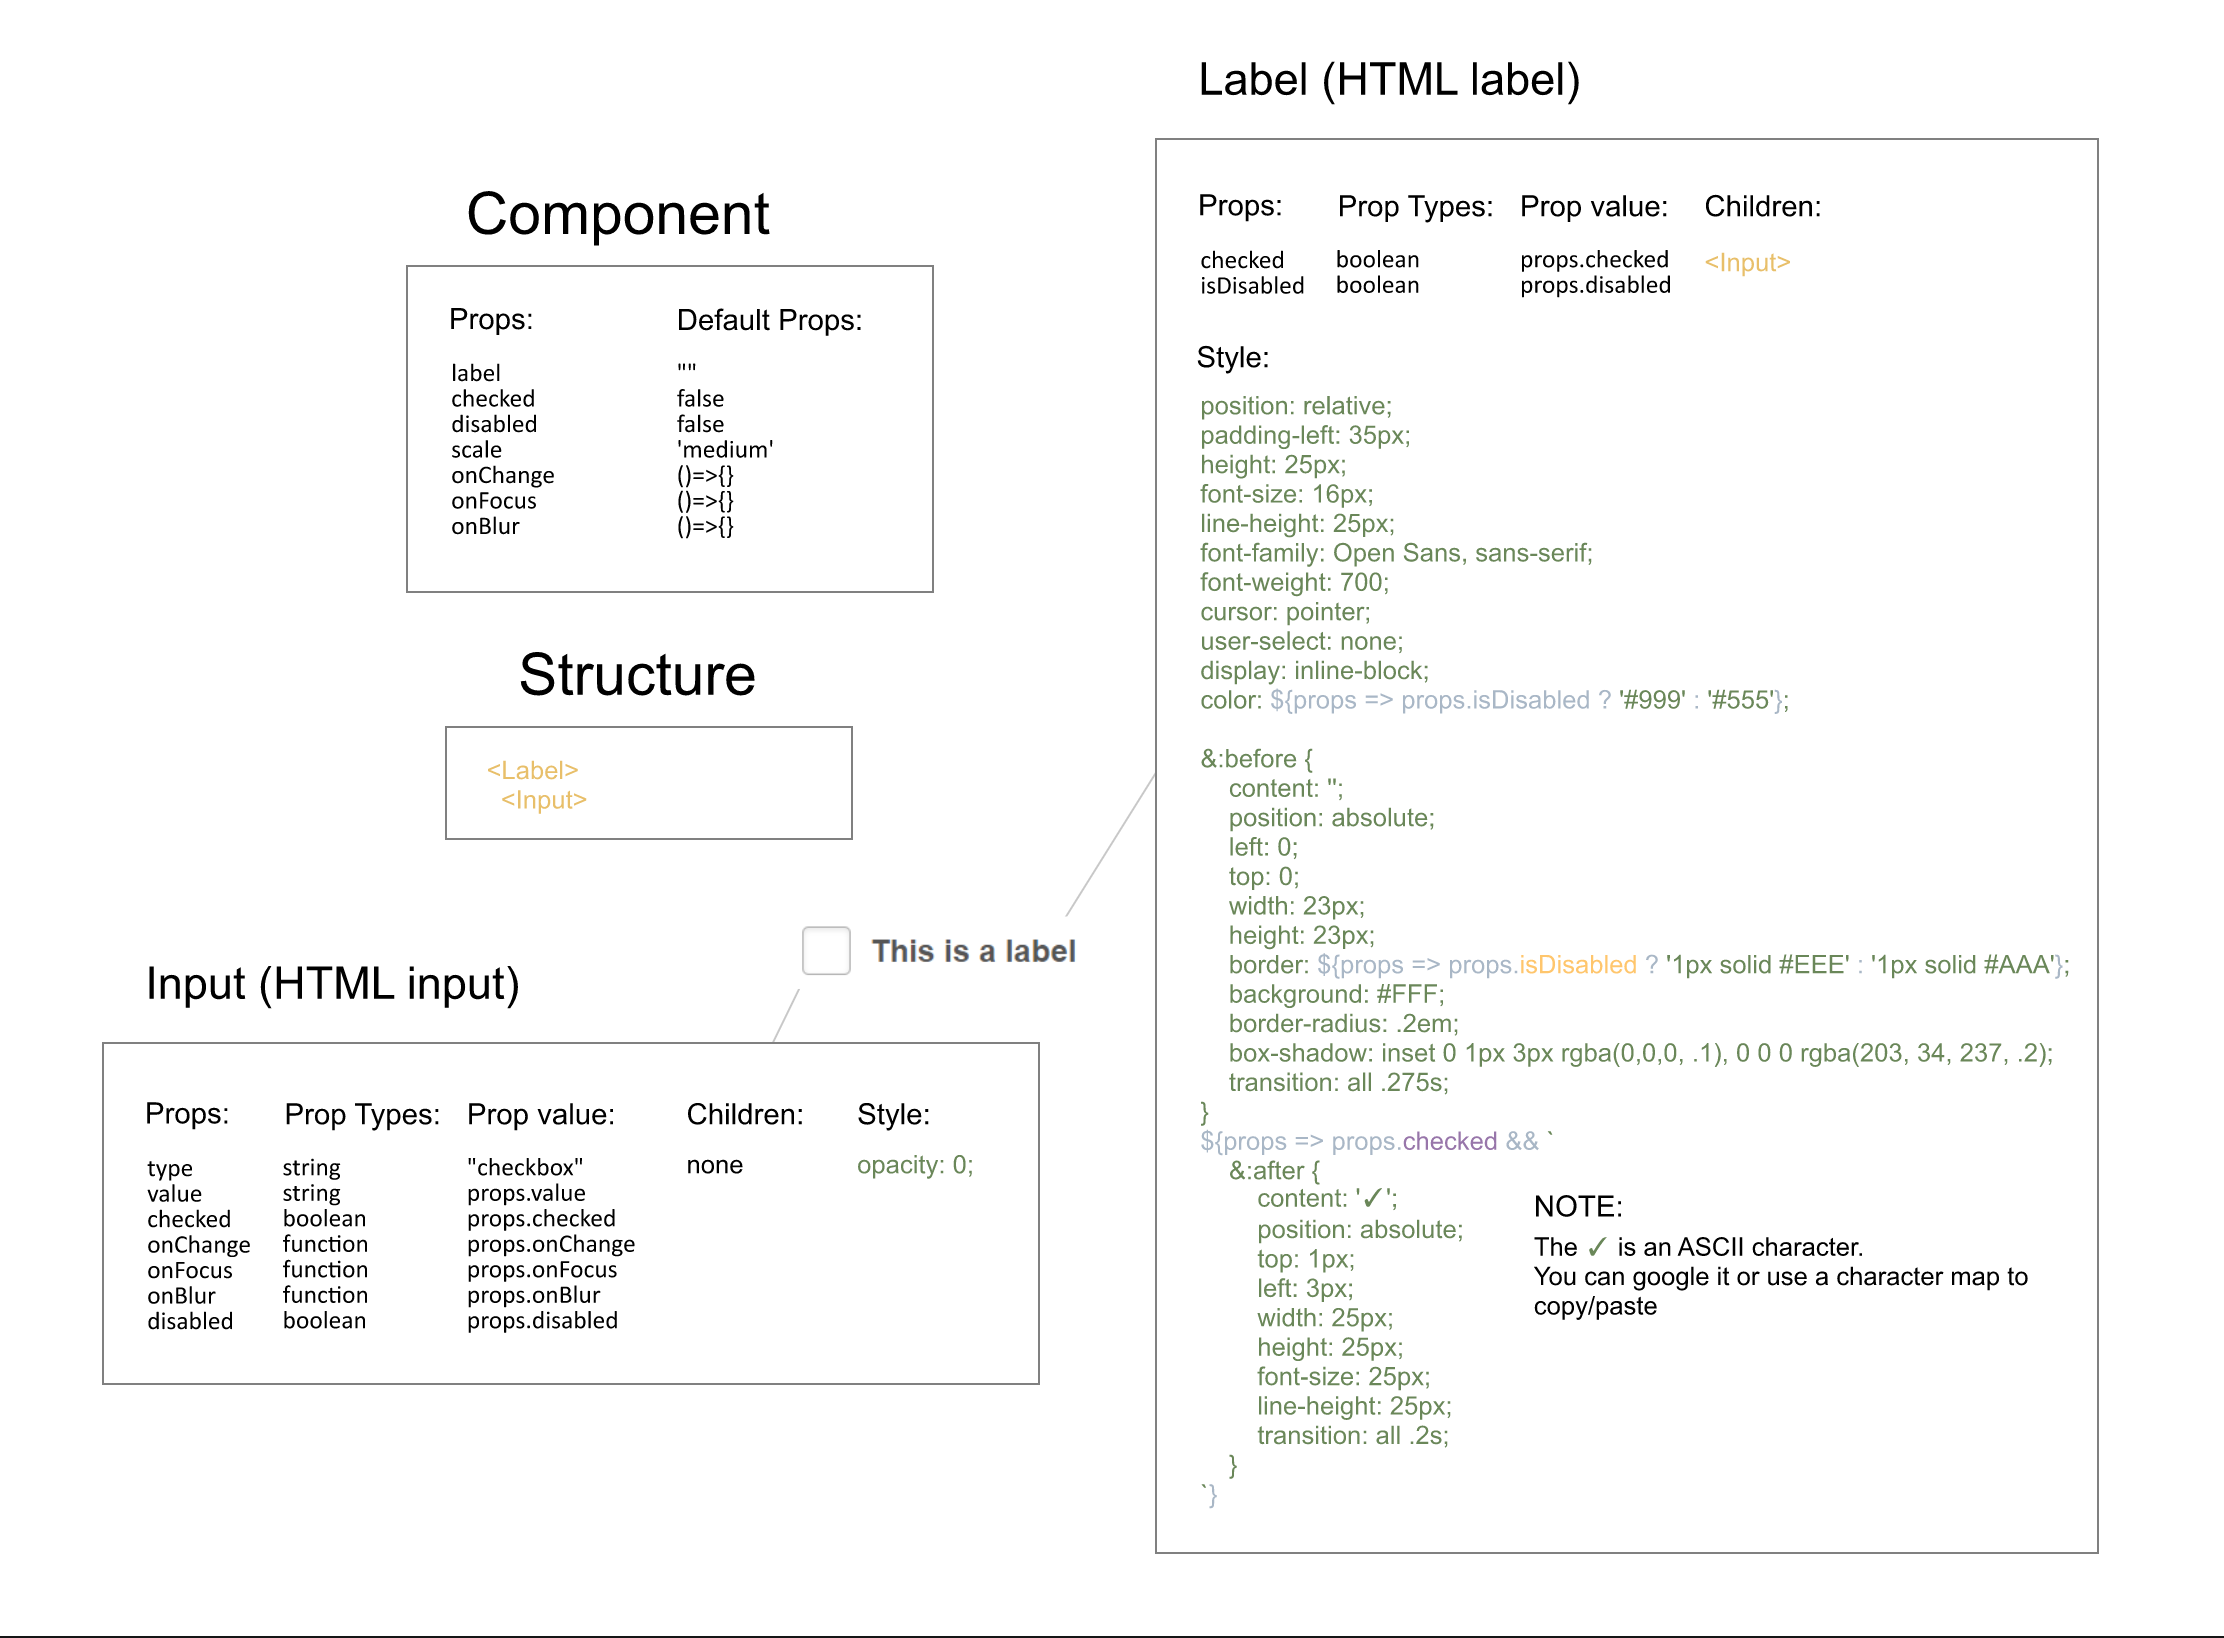 Component
Props: Default Props:
label ""
checked false
disabled false
scale 'medium'
onChange ()=>{}
onFocus ()=>{}
onBlur ()=>{}
Structure
<Label>
<Input>
This is a label
Input (HTML input)
Props: Prop Types: Prop value: Children: Style:
type string "checkbox" none opacity: 0;
value string props.value
checked boolean props.checked
onChange function props.onChange
onFocus function props.onFocus
onBlur function props.onBlur
disabled boolean props.disabled
Label (HTML label)
Props: Prop Types: Prop value: Children:
checked boolean props.checked <Input>
isDisabled boolean props.disabled
Style:
position: relative;
padding-left: 35px;
height: 25px;
font-size: 16px;
line-height: 25px;
font-family: Open Sans, sans-serif;
font-weight: 700;
cursor: pointer;
user-select: none;
display: inline-block;
color: ${props => props.isDisabled ? '#999' : '#555'};
&:before {
content: '';
position: absolute;
left: 0;
top: 0;
width: 23px;
height: 23px;
border: ${props => props.isDisabled ? '1px solid #EEE' : '1px solid #AAA'};
background: #FFF;
border-radius: .2em;
box-shadow: inset 0 1px 3px rgba(0,0,0, .1), 0 0 0 rgba(203, 34, 237, .2);
transition: all .275s;
}
${props => props.checked && `
&:after {
content: '✓';
position: absolute;
top: 1px;
left: 3px;
width: 25px;
height: 25px;
font-size: 25px;
line-height: 25px;
transition: all .2s;
}
`}
NOTE:
The ✓ is an ASCII character.
You can google it or use a character map to
copy/paste